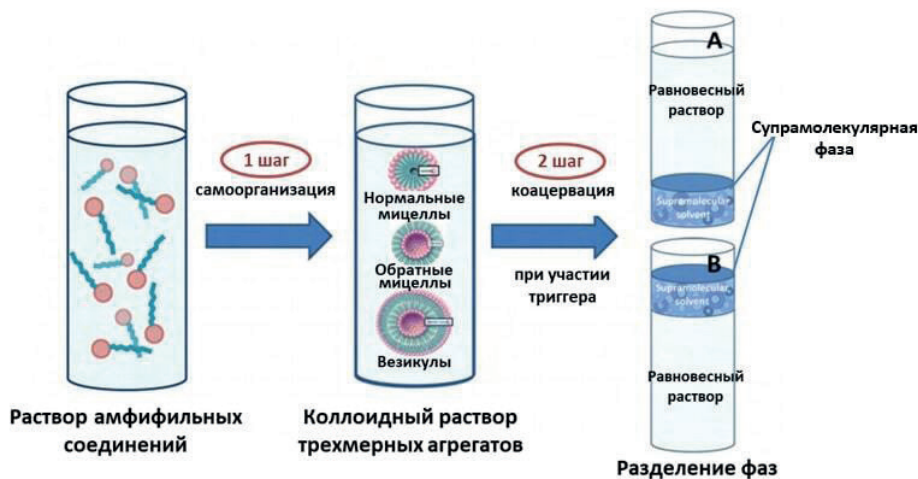 1 шаг
самоорганизация
Раствор амфифильных
соединений
Нормальные
мицеллы
Обратные
мицеллы
Везикулы
Коллоидный раствор
трехмерных агрегатов
2 шаг
коацервация
при участии
триггера
A
Равновесный
раствор
Supramolecular
solvent
Супрамолекулярная
фаза
B
Supramolecular
solvent
Равновесный
раствор
Разделение фаз